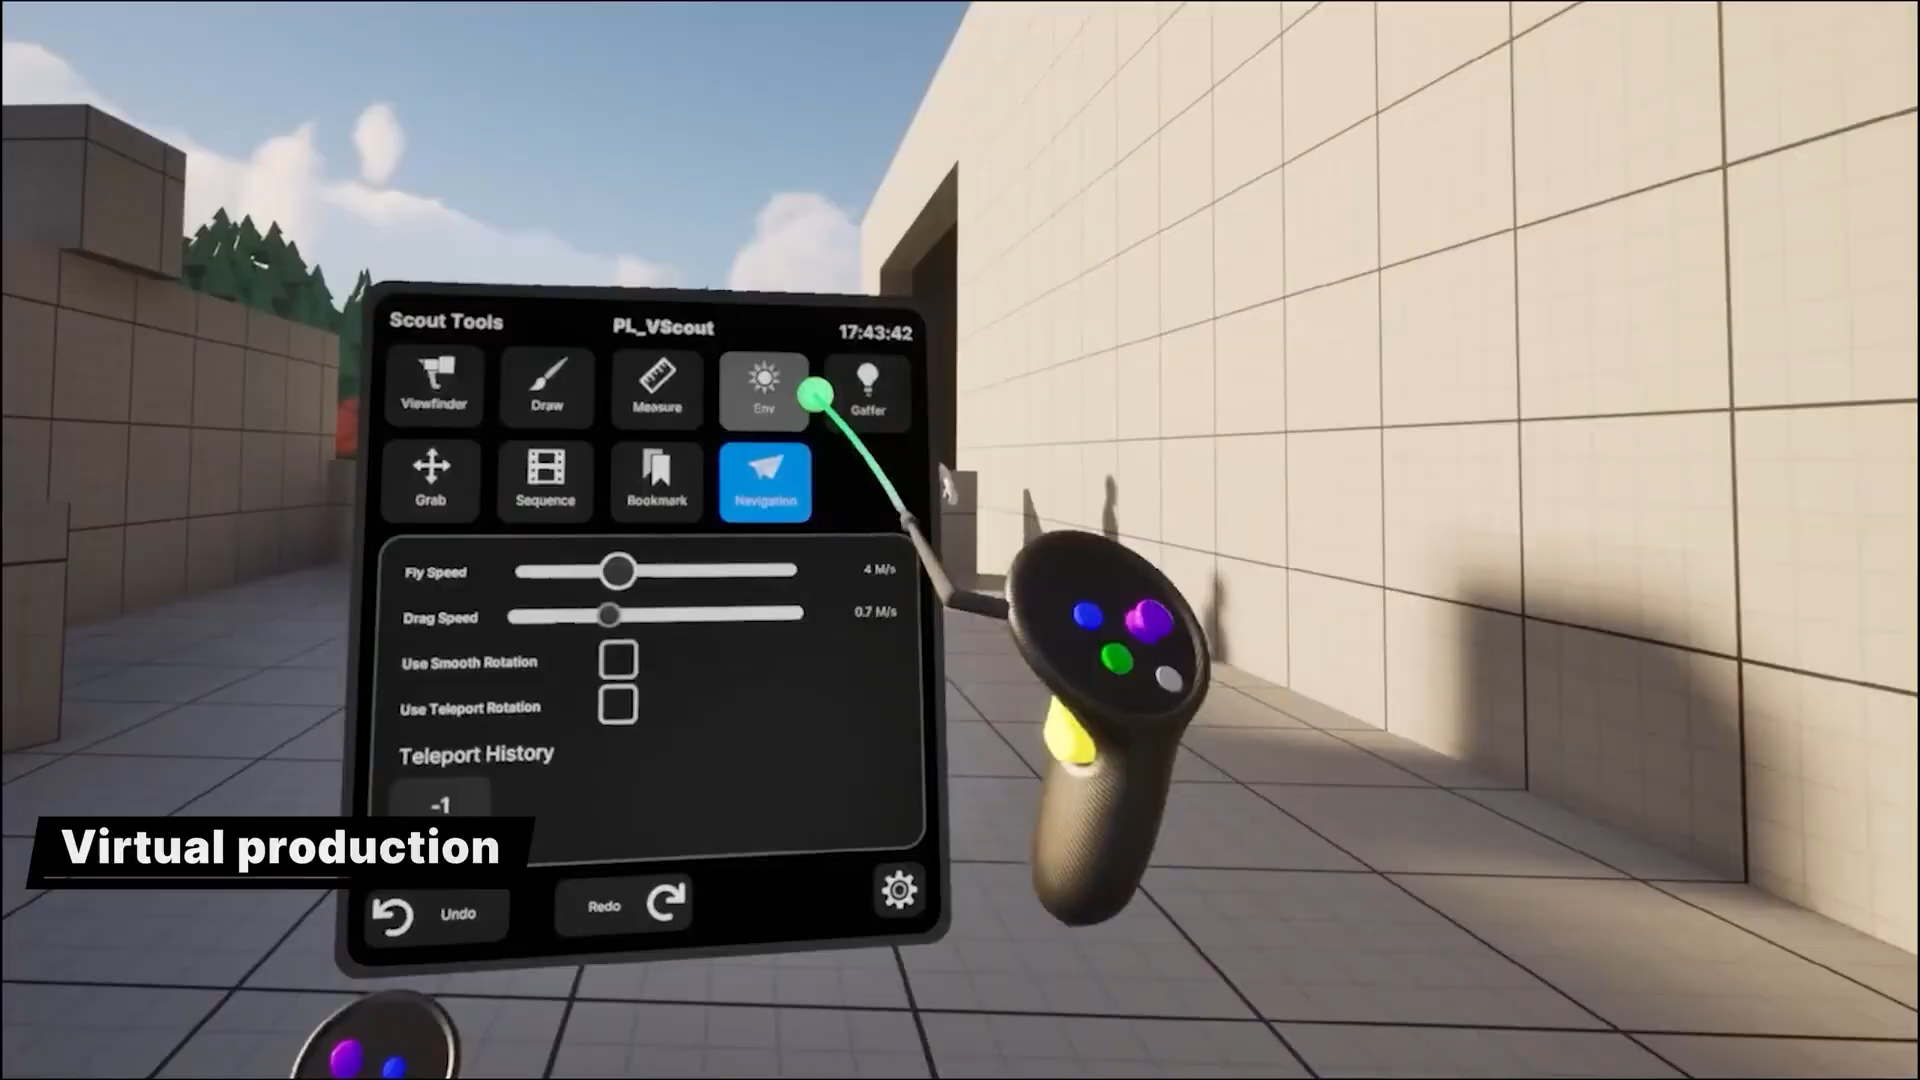 Scout Tools PL_VScout 17:43:42
Viewfinder Draw Measure Env Gaffer
Grab Sequence Bookmark Navigation
Fly Speed 4 M/s
Drag Speed 0.7 M/s
Use Smooth Rotation
Use Teleport Rotation
Teleport History
-1
Virtual production
Undo Redo